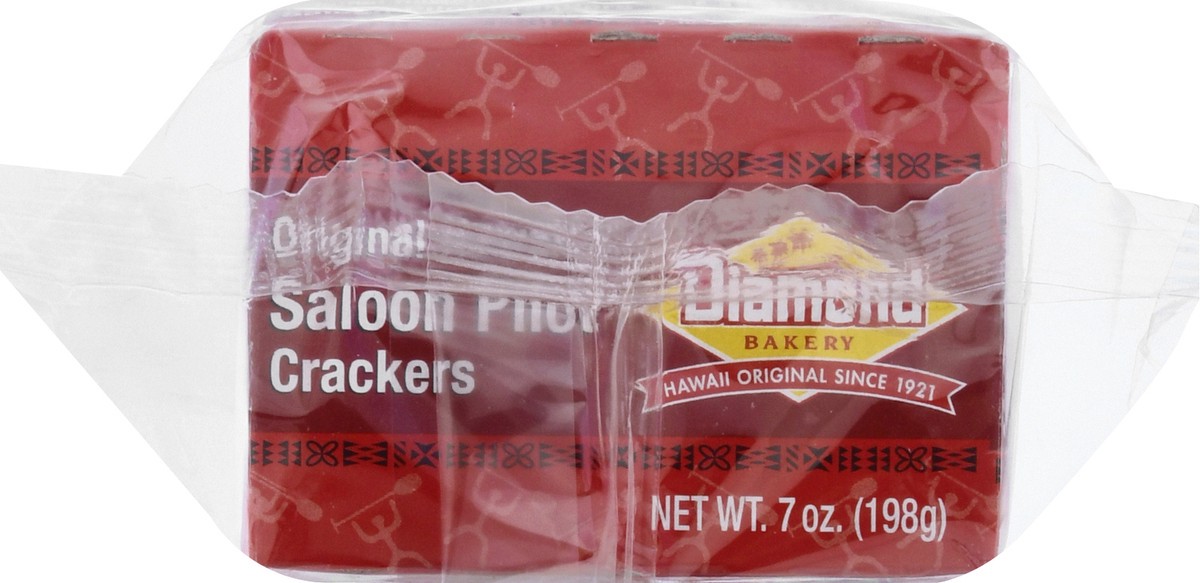 Original
Saloon Pilot
Crackers
Diamond
BAKERY
HAWAII ORIGINAL SINCE 1921
NET WT. 7 oz. (198g)